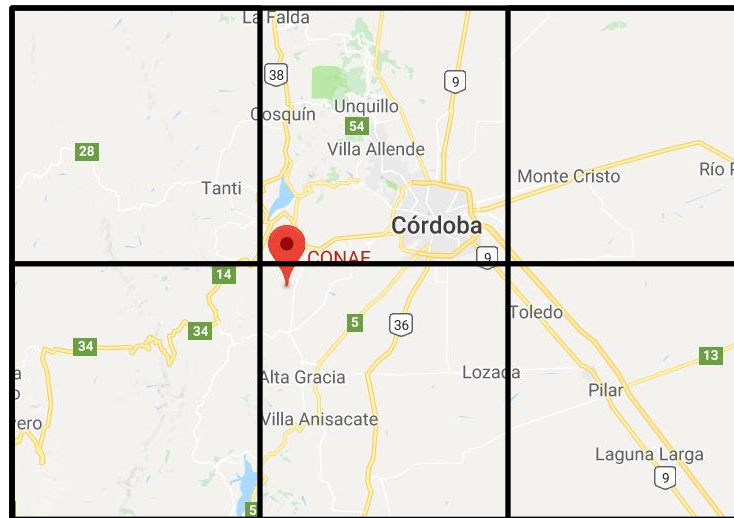 La Falda
38
9
Cosquín
Unquillo
54
28
Villa Allende
Monte Cristo
Río P
Tanti
Córdoba
CONAE
9
14
Toledo
5
36
34
34
13
Alta Gracia
Lozada
Pilar
vero
Villa Anisacate
Laguna Larga
9
5